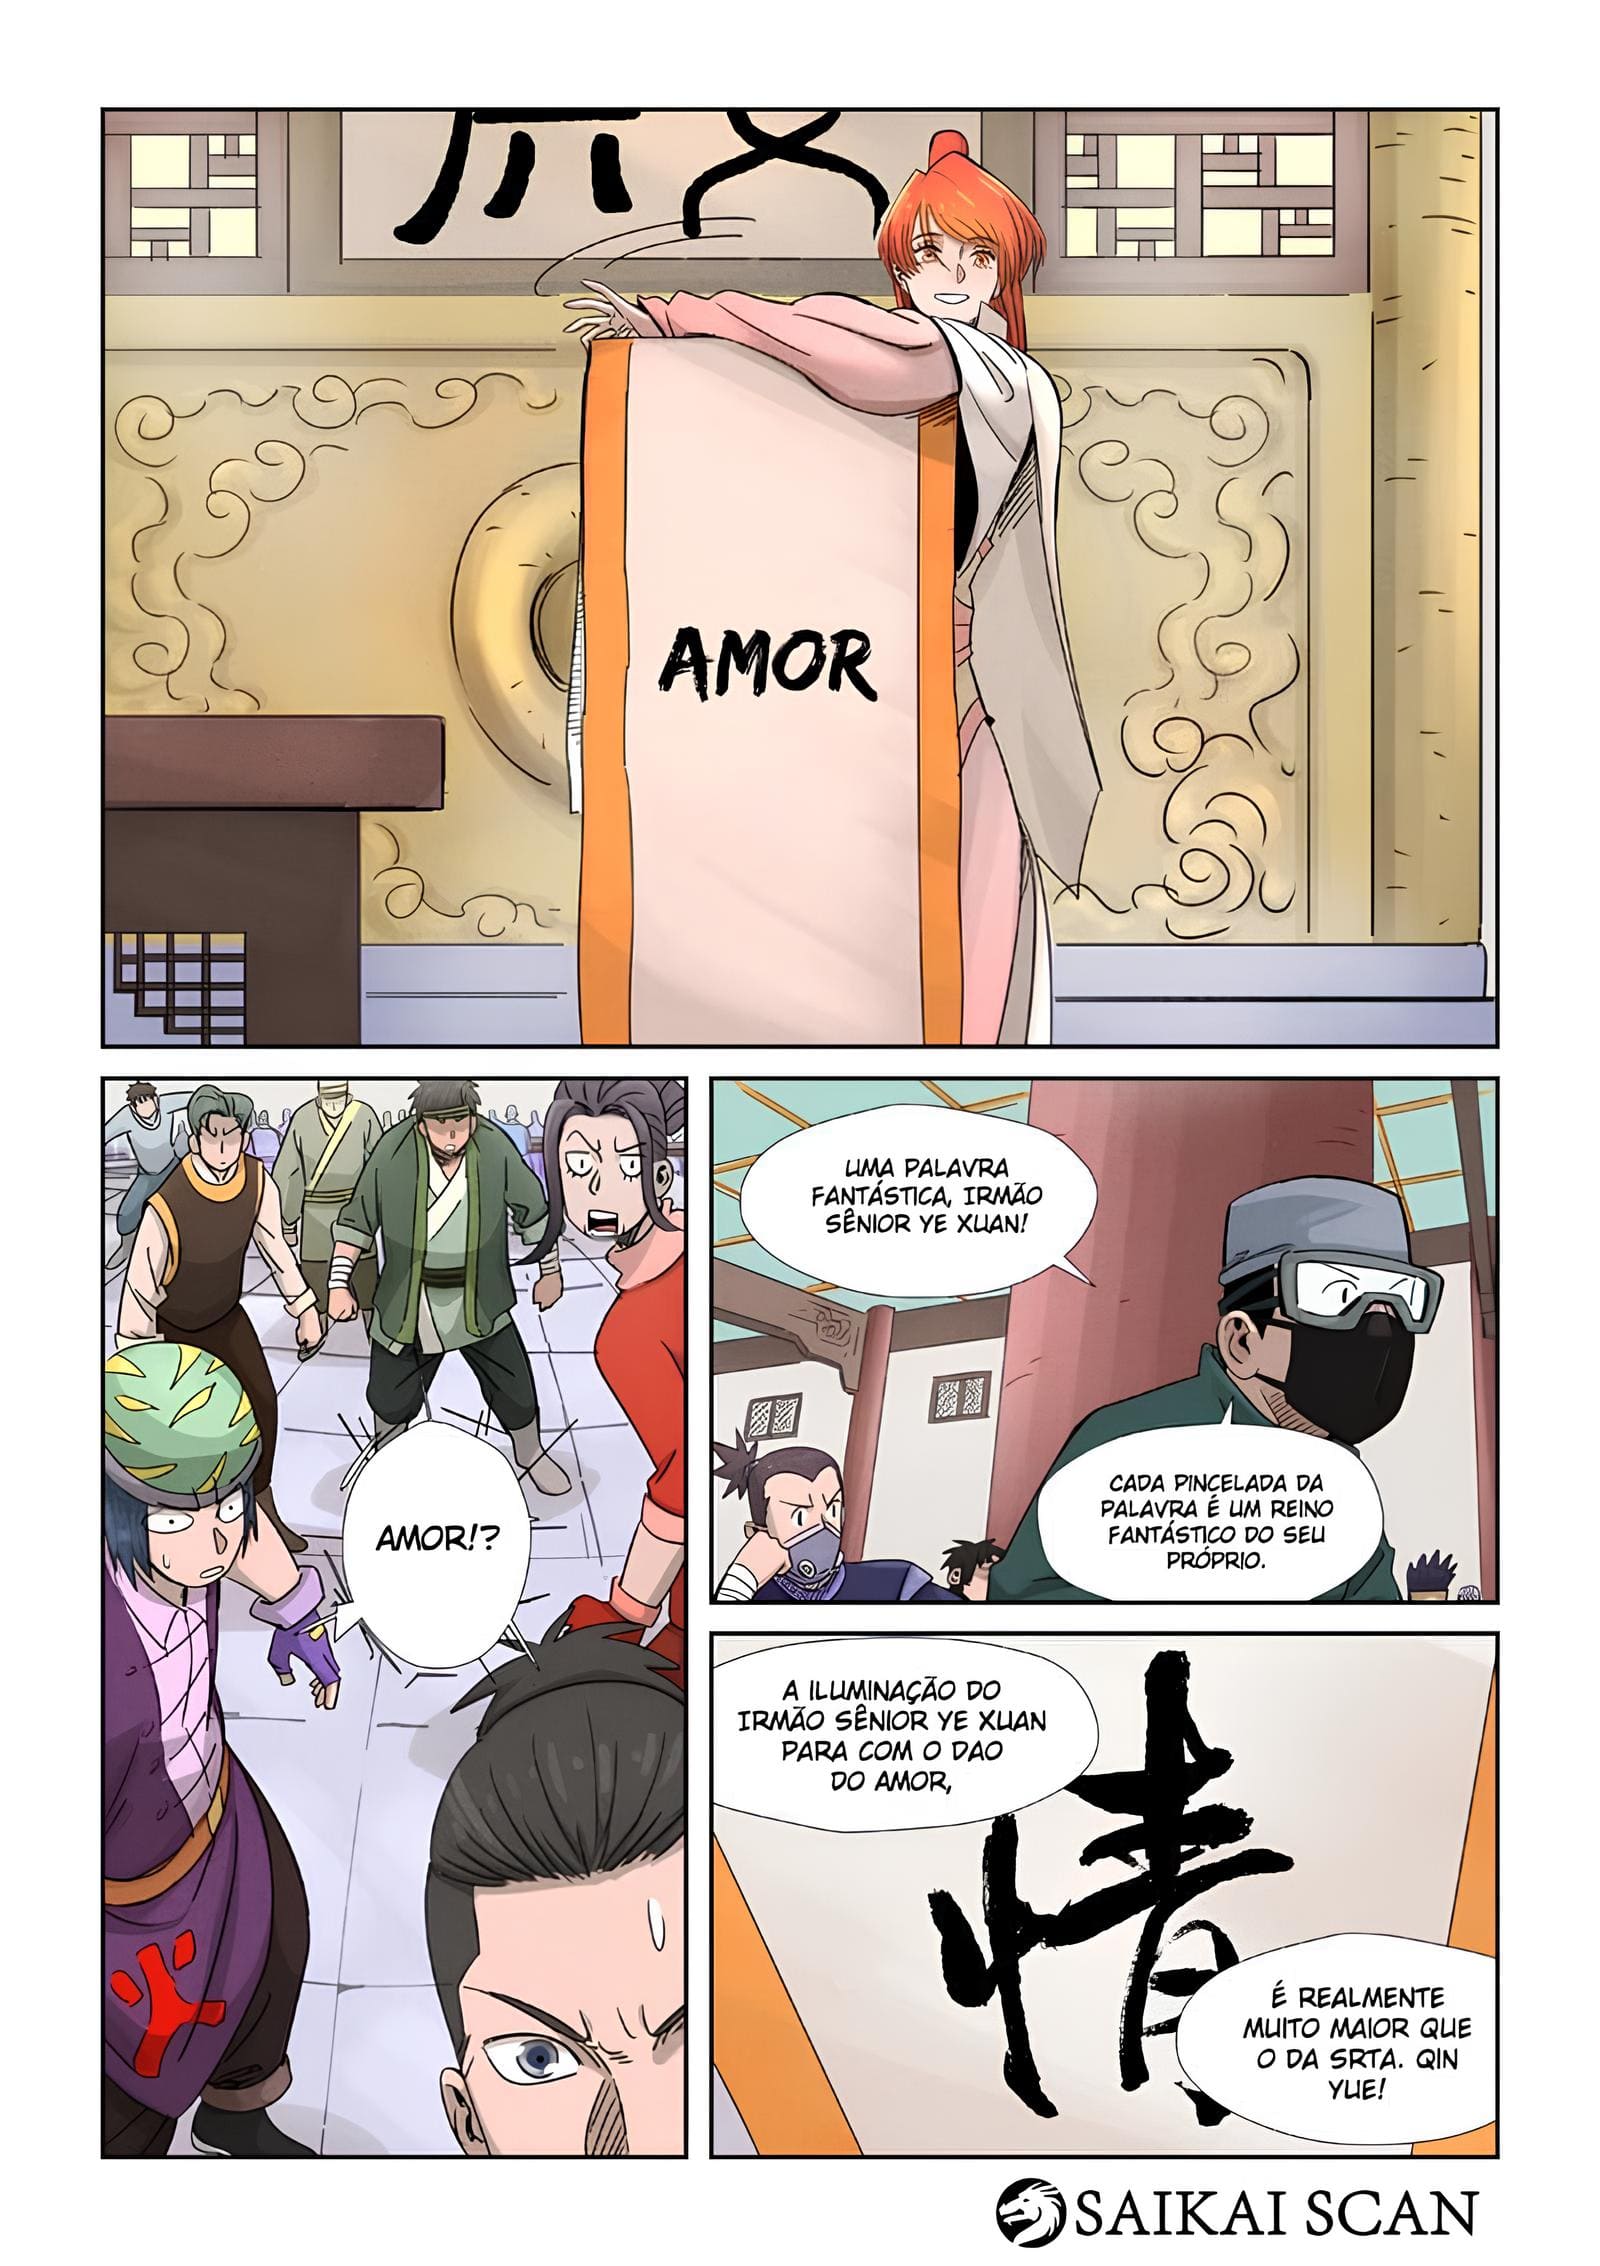 AMOR
AMOR!?
UMA PALAVRA
FANTÁSTICA, IRMÃO
SÊNIOR YE XUAN!
CADA PINCELADA DA
PALAVRA É UM REINO
FANTÁSTICO DO SEU
PRÓPRIO.
A ILUMINAÇÃO DO
IRMÃO SÊNIOR YE XUAN
PARA COM O DAO
DO AMOR,
情
É REALMENTE
MUITO MAIOR QUE
O DA SRTA. QIN
YUE!
火
SAIKAI SCAN